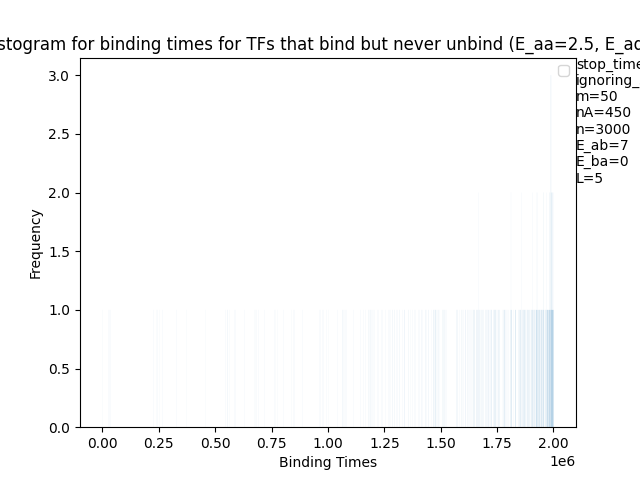 stogram for binding times for TFs that bind but never unbind (E_aa=2.5, E_ad
stop_time
ignoring_
m=50
nA=450
n=3000
E_ab=7
E_ba=0
L=5
3.0
2.5
2.0
1.5
1.0
0.5
0.0
Frequency
0.00 0.25 0.50 0.75 1.00 1.25 1.50 1.75 2.00
1e6
Binding Times